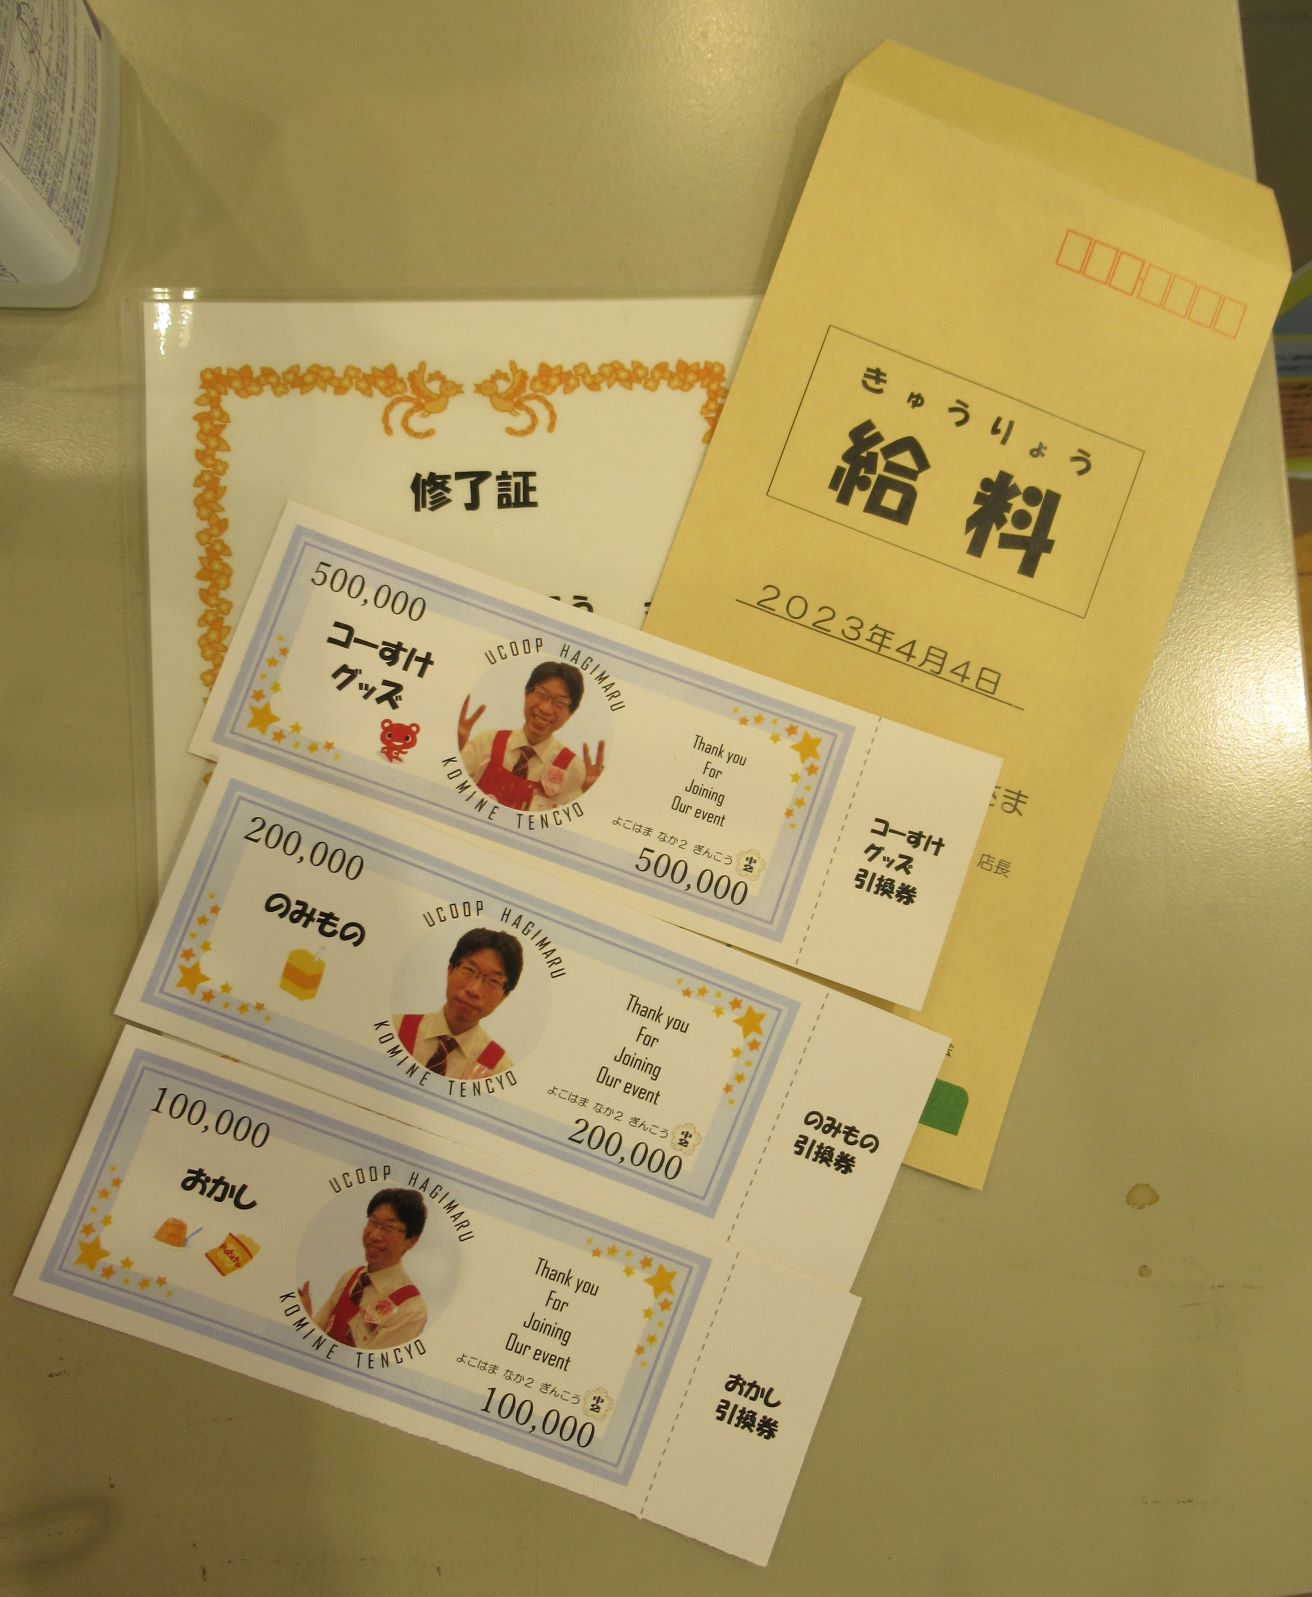 きゅうりょう
給料
2023年4月4日
さま
店長
修了証
500,000
コーすけ
グッズ
UCOOP HAGIMARU
KOMINE TENCYO
Thank you
For
Joining
Our event
よこはま なか2 ぎんこう
500,000
コーすけ
グッズ
引換券
200,000
のみもの
UCOOP HAGIMARU
KOMINE TENCYO
Thank you
For
Joining
Our event
よこはま なか2 ぎんこう
200,000
のみもの
引換券
100,000
おかし
Potato
UCOOP HAGIMARU
KOMINE TENCYO
Thank you
For
Joining
Our event
よこはま なか2 ぎんこう
100,000
おかし
引換券